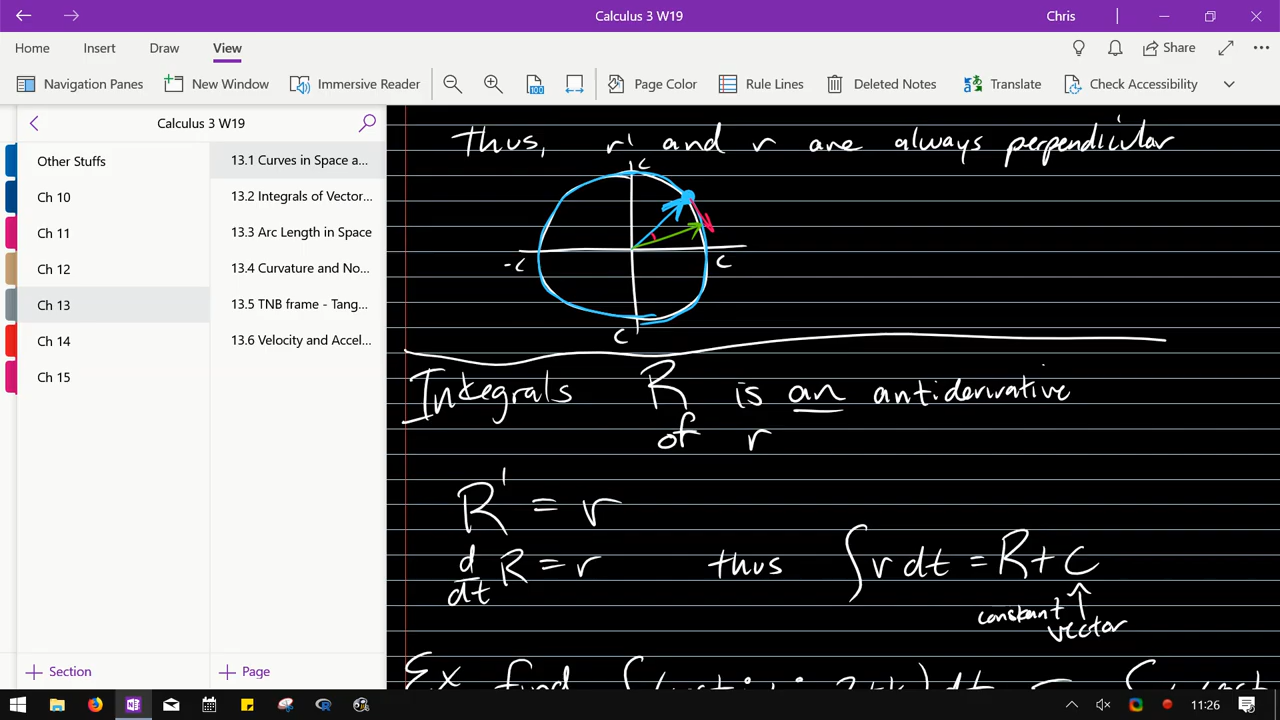 Calculus 3 W19
Chris
Home Insert Draw View
Share
Navigation Panes New Window Immersive Reader Page Color Rule Lines Deleted Notes Translate Check Accessibility
Calculus 3 W19
Other Stuffs
Ch 10
Ch 11
Ch 12
Ch 13
Ch 14
Ch 15
13.1 Curves in Space a...
13.2 Integrals of Vector...
13.3 Arc Length in Space
13.4 Curvature and No...
13.5 TNB frame - Tang...
13.6 Velocity and Accel...
Section
Page
Thus, r' and r are always perpendicular
C
-C
C
C
Integrals R is an antiderivative
of r
R' = r
d/dt R = r thus ∫ r dt = R + C
constant
vector
Ex find
11:26